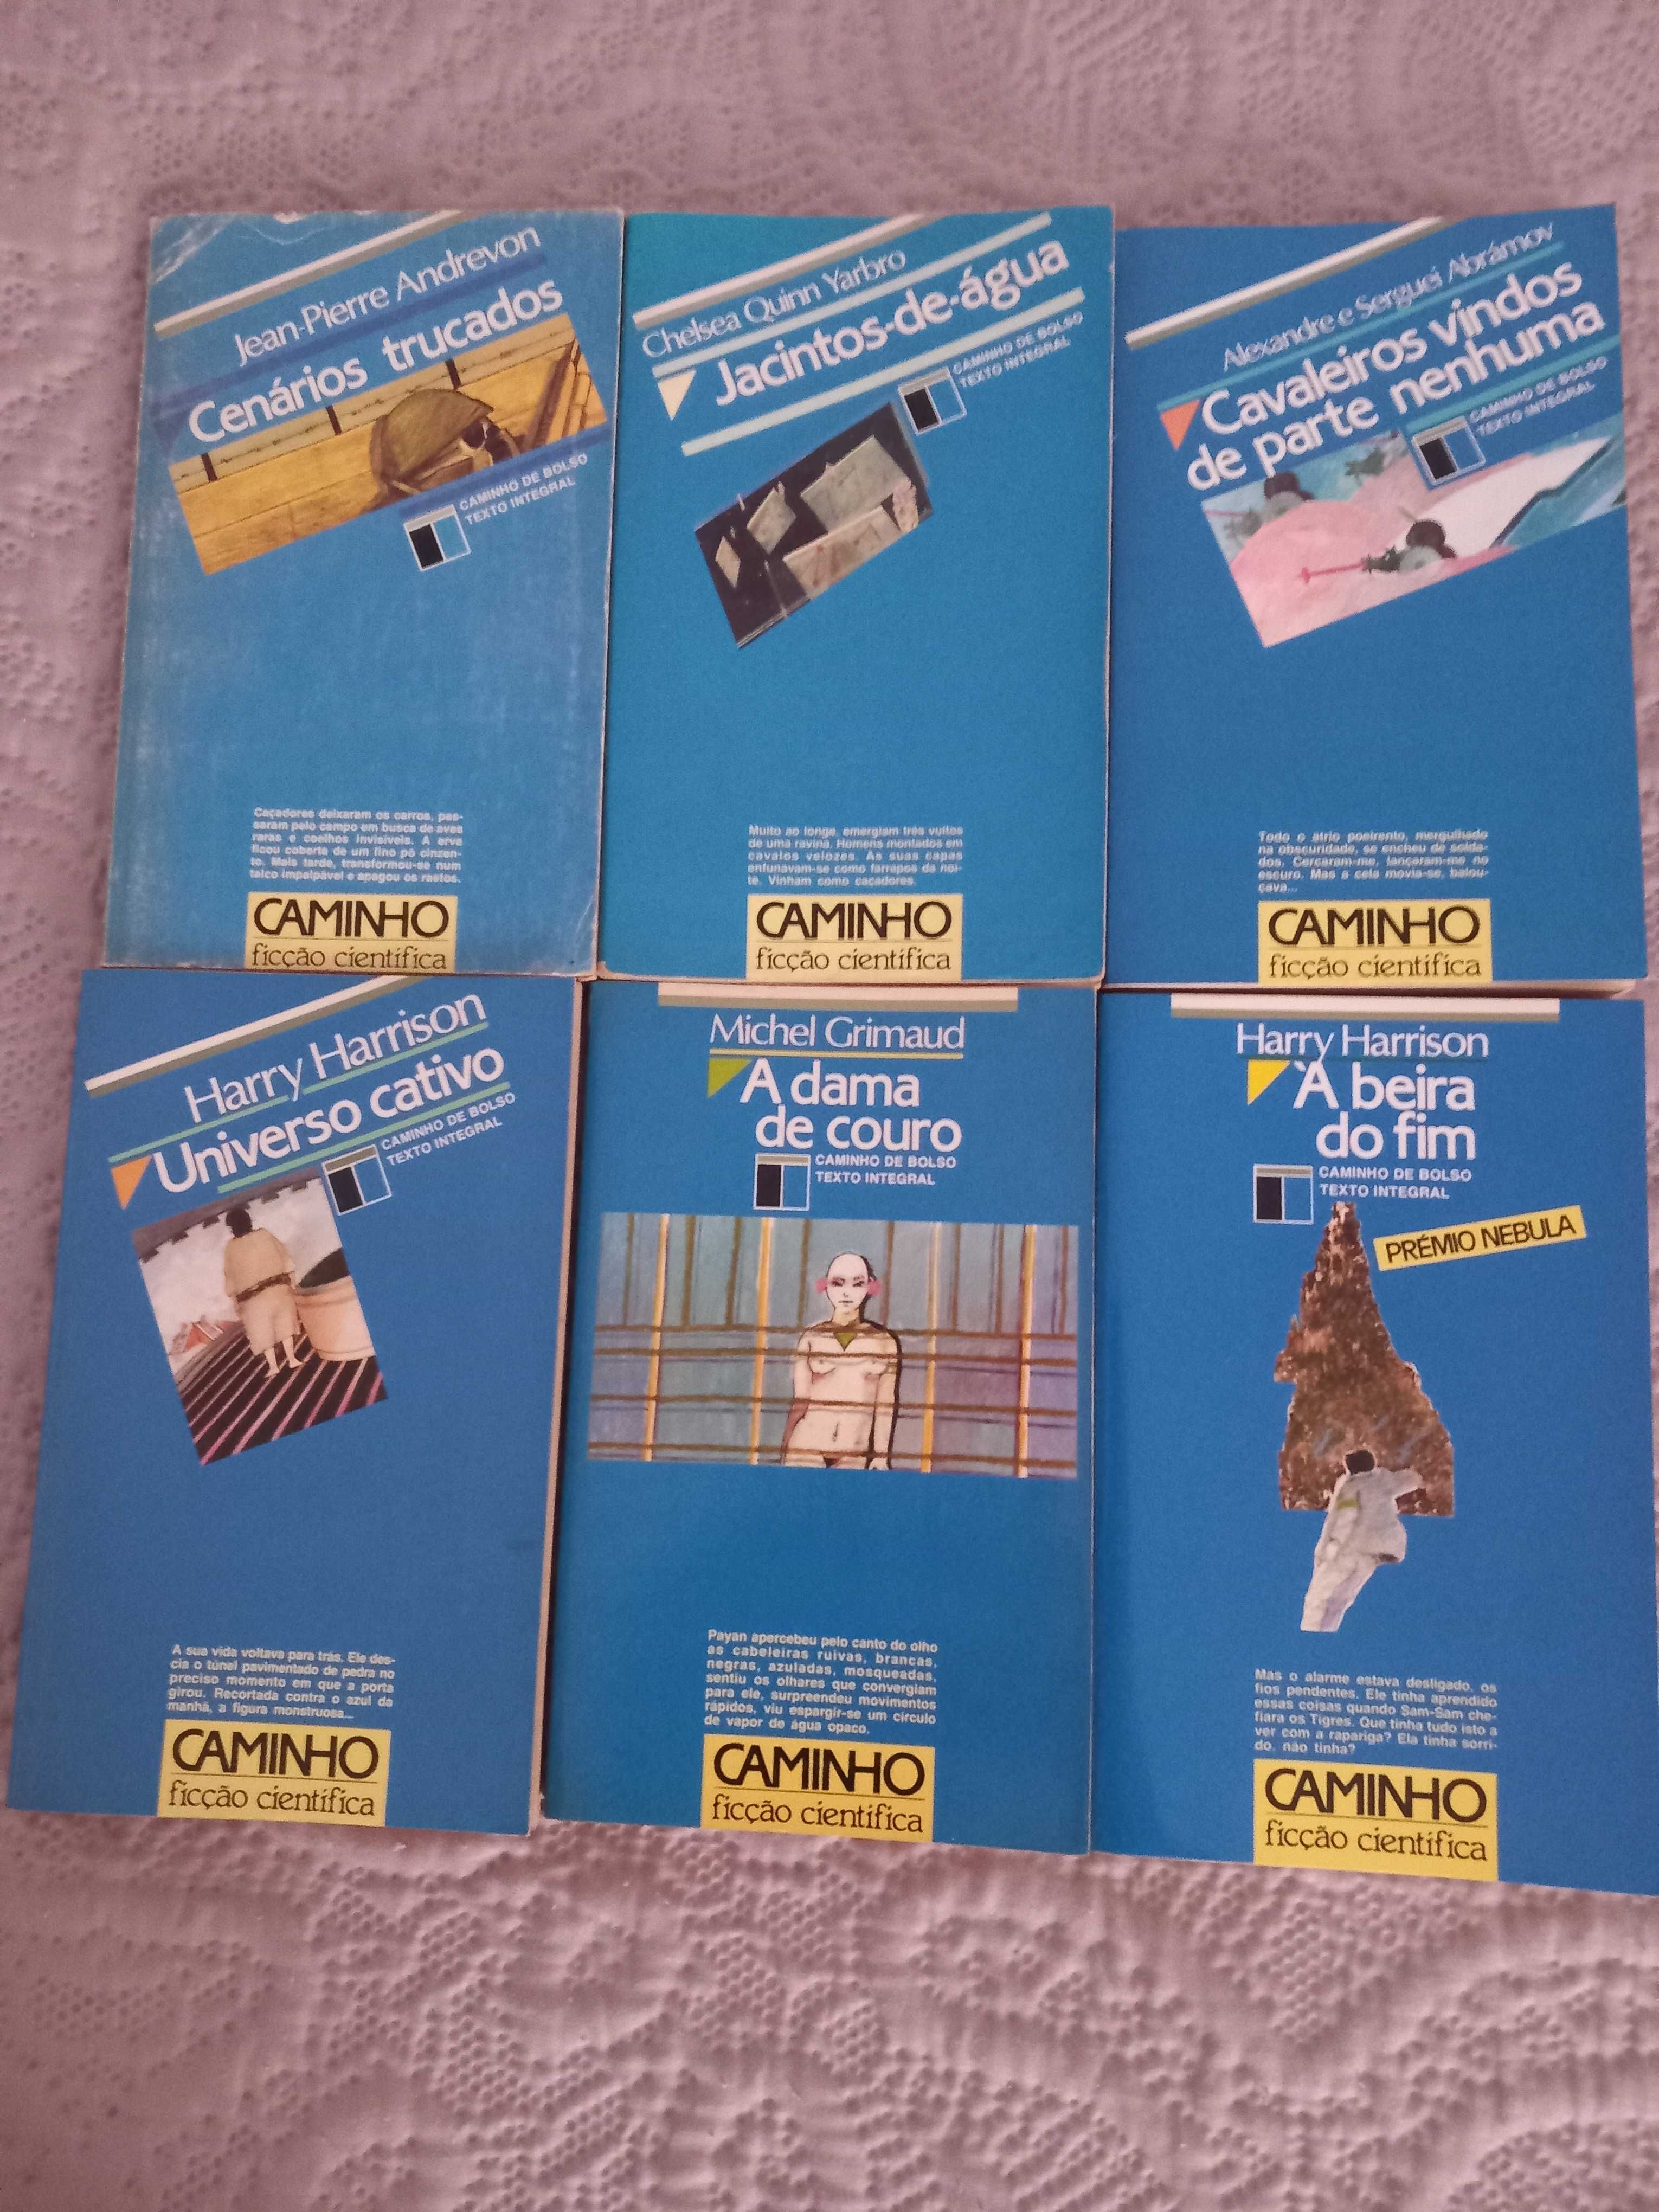 Jean-Pierre Andrevon
Cenários trucados
CAMINHO DE BOLSO
TEXTO INTEGRAL
Caçadores deixaram os carros, pas-
saram pelo campo em busca de aves
raras e coelhos invisíveis. A erva
ficou coberta de um fino pó cinzen-
to. Mais tarde, transformou-se num
talco impalpável e apagou os rastos.
CAMINHO
ficção científica
Chelsea Quinn Yarbro
Jacintos-de-água
CAMINHO DE BOLSO
TEXTO INTEGRAL
Muito ao longe, emergiam três vultos
de uma ravina. Homens montados em
cavalos velozes. As suas capas
enfunavam-se como farrapos da noi-
te. Vinham como caçadores.
CAMINHO
ficção científica
Alexandre e Serguei Abrámov
Cavaleiros vindos
de parte nenhuma
CAMINHO DE BOLSO
TEXTO INTEGRAL
Todo o átrio poeirento, mergulhado
na obscuridade, se encheu de solda-
dos. Cercaram-me, lançaram-me no
escuro. Mas a cela movia-se, balou-
çava...
CAMINHO
ficção científica
Harry Harrison
Universo cativo
CAMINHO DE BOLSO
TEXTO INTEGRAL
A sua vida voltava para trás. Ele des-
cia o túnel pavimentado de pedra no
preciso momento em que a porta
girou. Recortada contra o azul da
manhã, a figura monstruosa...
CAMINHO
ficção científica
Michel Grimaud
A dama
de couro
CAMINHO DE BOLSO
TEXTO INTEGRAL
Payan apercebeu pelo canto do olho
as cabeleiras ruivas, brancas,
negras, azuladas, mosqueadas,
sentiu os olhares que convergiam
para ele, surpreendeu movimentos
rápidos, viu espargir-se um círculo
de vapor de água opaco.
CAMINHO
ficção científica
Harry Harrison
À beira
do fim
CAMINHO DE BOLSO
TEXTO INTEGRAL
PRÉMIO NEBULA
Mas o alarme estava desligado, os
fios pendentes. Ele tinha aprendido
essas coisas quando Sam-Sam che-
fiara os Tigres. Que tinha tudo isto a
ver com a rapariga? Ela tinha sorri-
do, não tinha?
CAMINHO
ficção científica